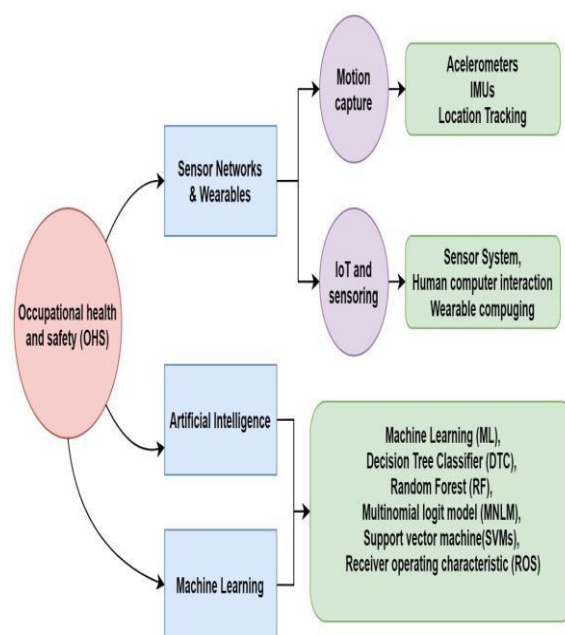 Motion
capture
Acelerometers
IMUs
Location Tracking
Sensor Networks
& Wearables
IoT and
sensoring
Sensor System,
Human computer interaction
Wearable compuging
Occupational health
and safety (OHS)
Artificial Intelligence
Machine Learning (ML),
Decision Tree Classifier (DTC),
Random Forest (RF),
Multinomial logit model (MNLM),
Support vector machine(SVMs),
Receiver operating characteristic (ROS)
Machine Learning